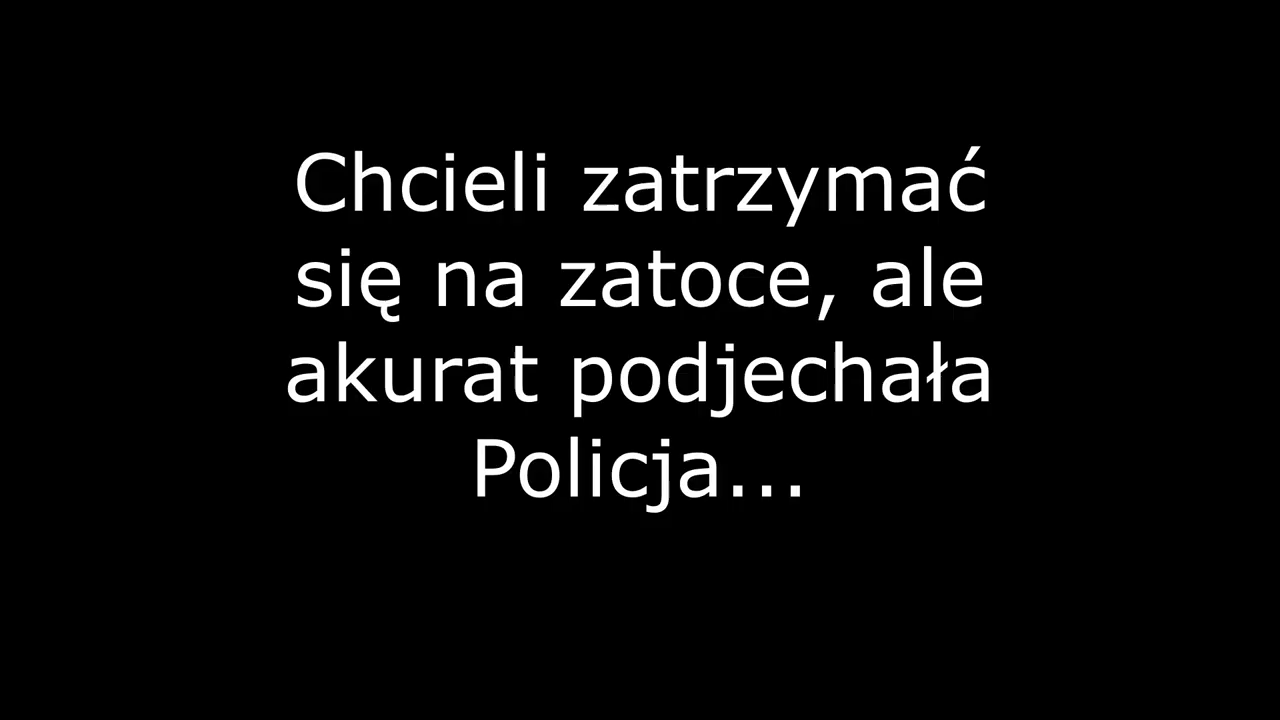 Chcieli zatrzymać
się na zatoce, ale
akurat podjechała
Policja...